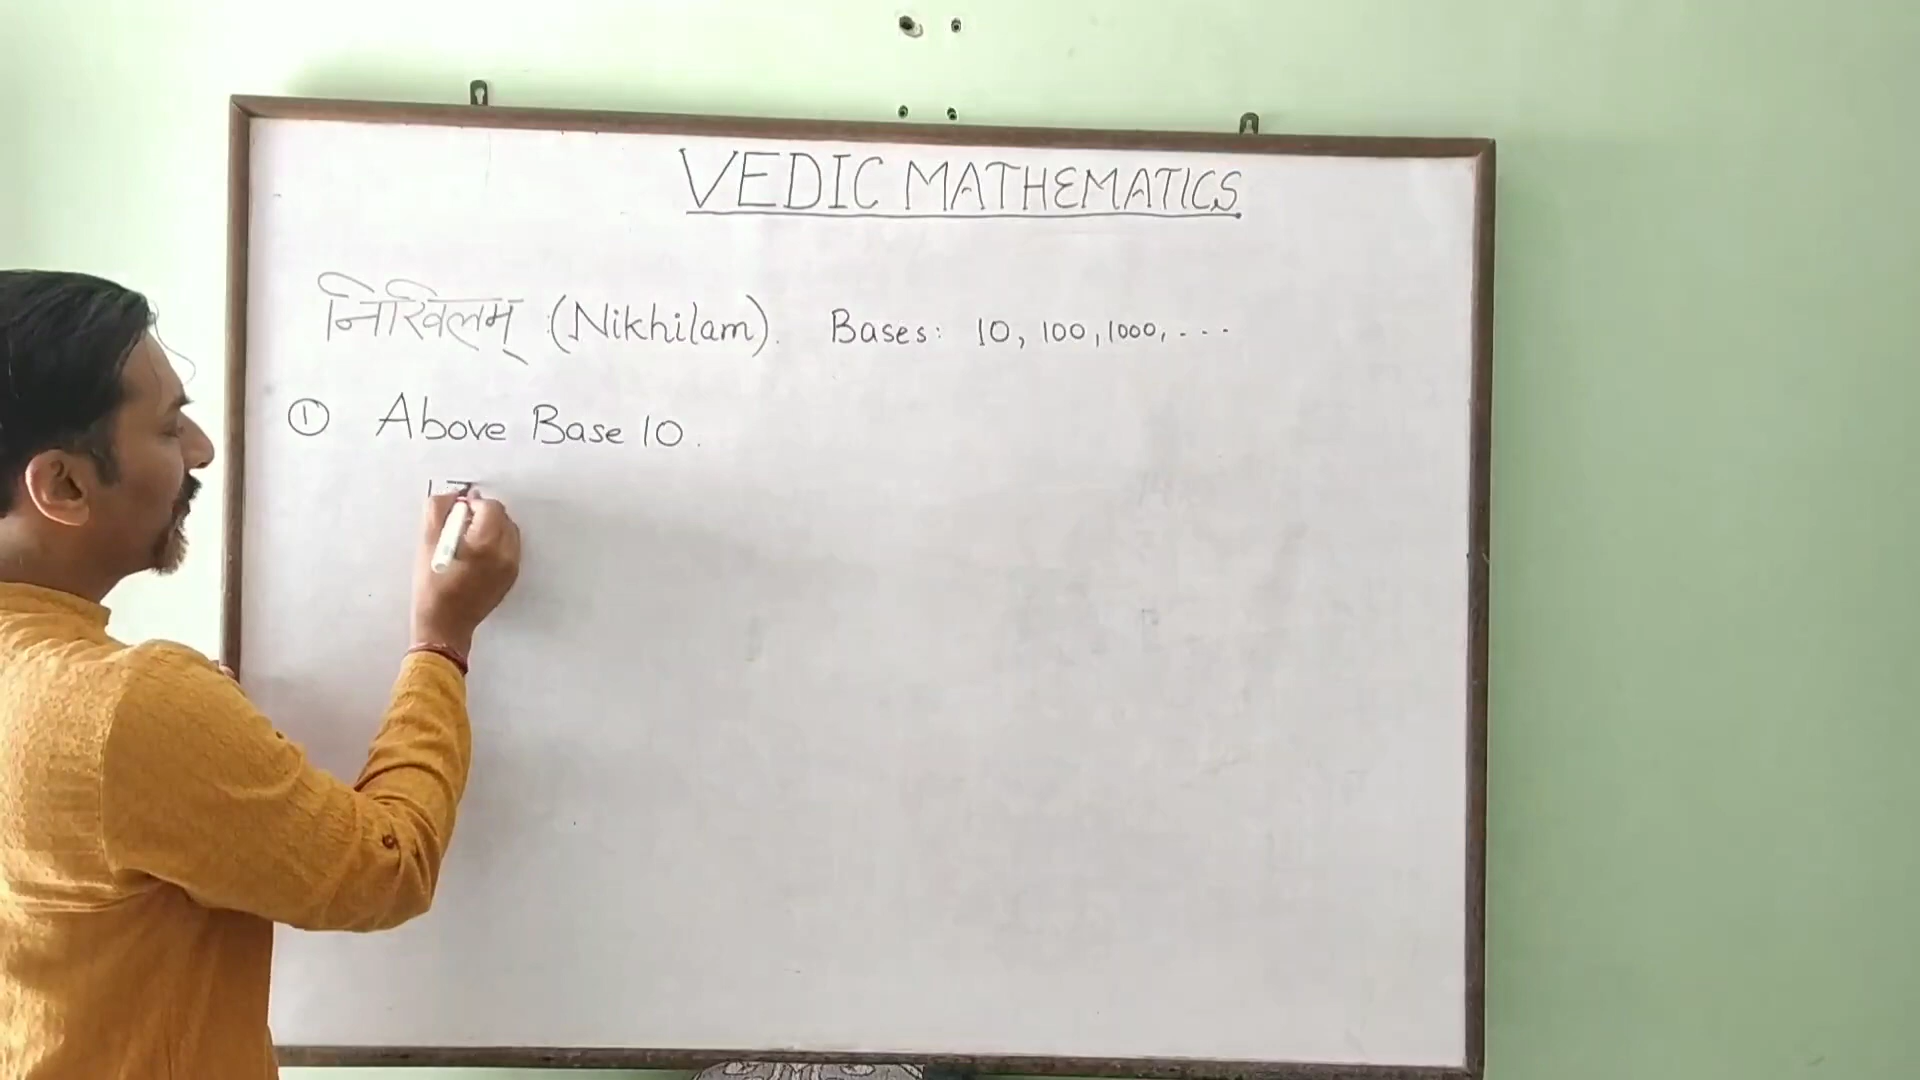 VEDIC MATHEMATICS
निखिलम् (Nikhilam). Bases: 10, 100, 1000, ...
① Above Base 10.